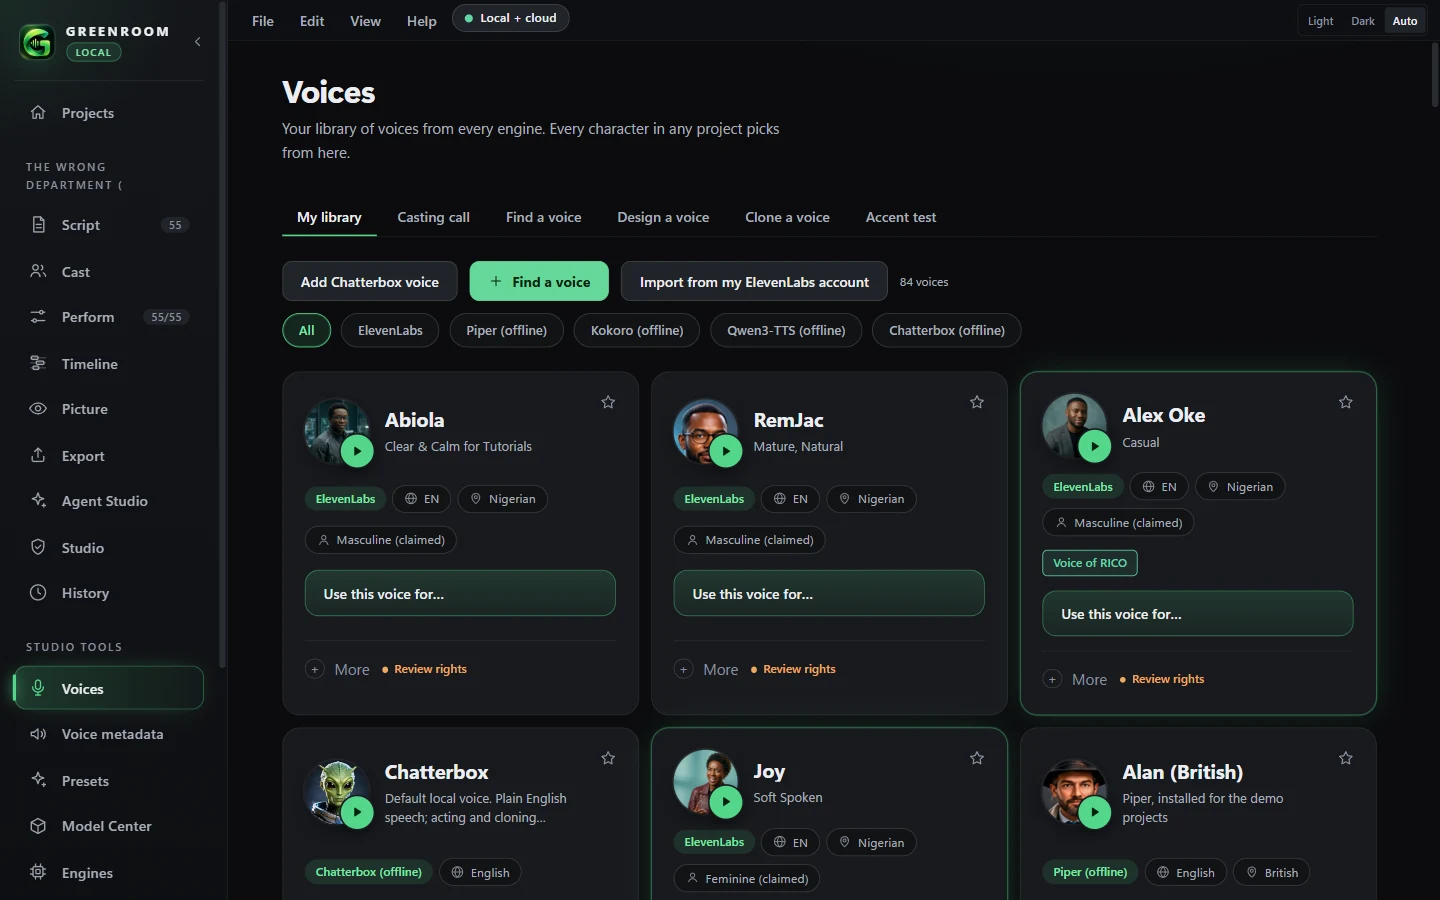 GREENROOM
LOCAL
File
Edit
View
Help
Local + cloud
Light
Dark
Auto
Projects
THE WRONG
DEPARTMENT (
Script
55
Cast
Perform
55/55
Timeline
Picture
Export
Agent Studio
Studio
History
STUDIO TOOLS
Voices
Voice metadata
Presets
Model Center
Engines
Voices
Your library of voices from every engine. Every character in any project picks
from here.
My library
Casting call
Find a voice
Design a voice
Clone a voice
Accent test
Add Chatterbox voice
Find a voice
Import from my ElevenLabs account
84 voices
All
ElevenLabs
Piper (offline)
Kokoro (offline)
Qwen3-TTS (offline)
Chatterbox (offline)
Abiola
Clear & Calm for Tutorials
ElevenLabs
EN
Nigerian
Masculine (claimed)
Use this voice for...
More
Review rights
RemJac
Mature, Natural
ElevenLabs
EN
Nigerian
Masculine (claimed)
Use this voice for...
More
Review rights
Alex Oke
Casual
ElevenLabs
EN
Nigerian
Masculine (claimed)
Voice of RICO
Use this voice for...
More
Review rights
Chatterbox
Default local voice. Plain English
speech; acting and cloning...
Chatterbox (offline)
English
Joy
Soft Spoken
ElevenLabs
EN
Nigerian
Feminine (claimed)
Alan (British)
Piper, installed for the demo
projects
Piper (offline)
English
British